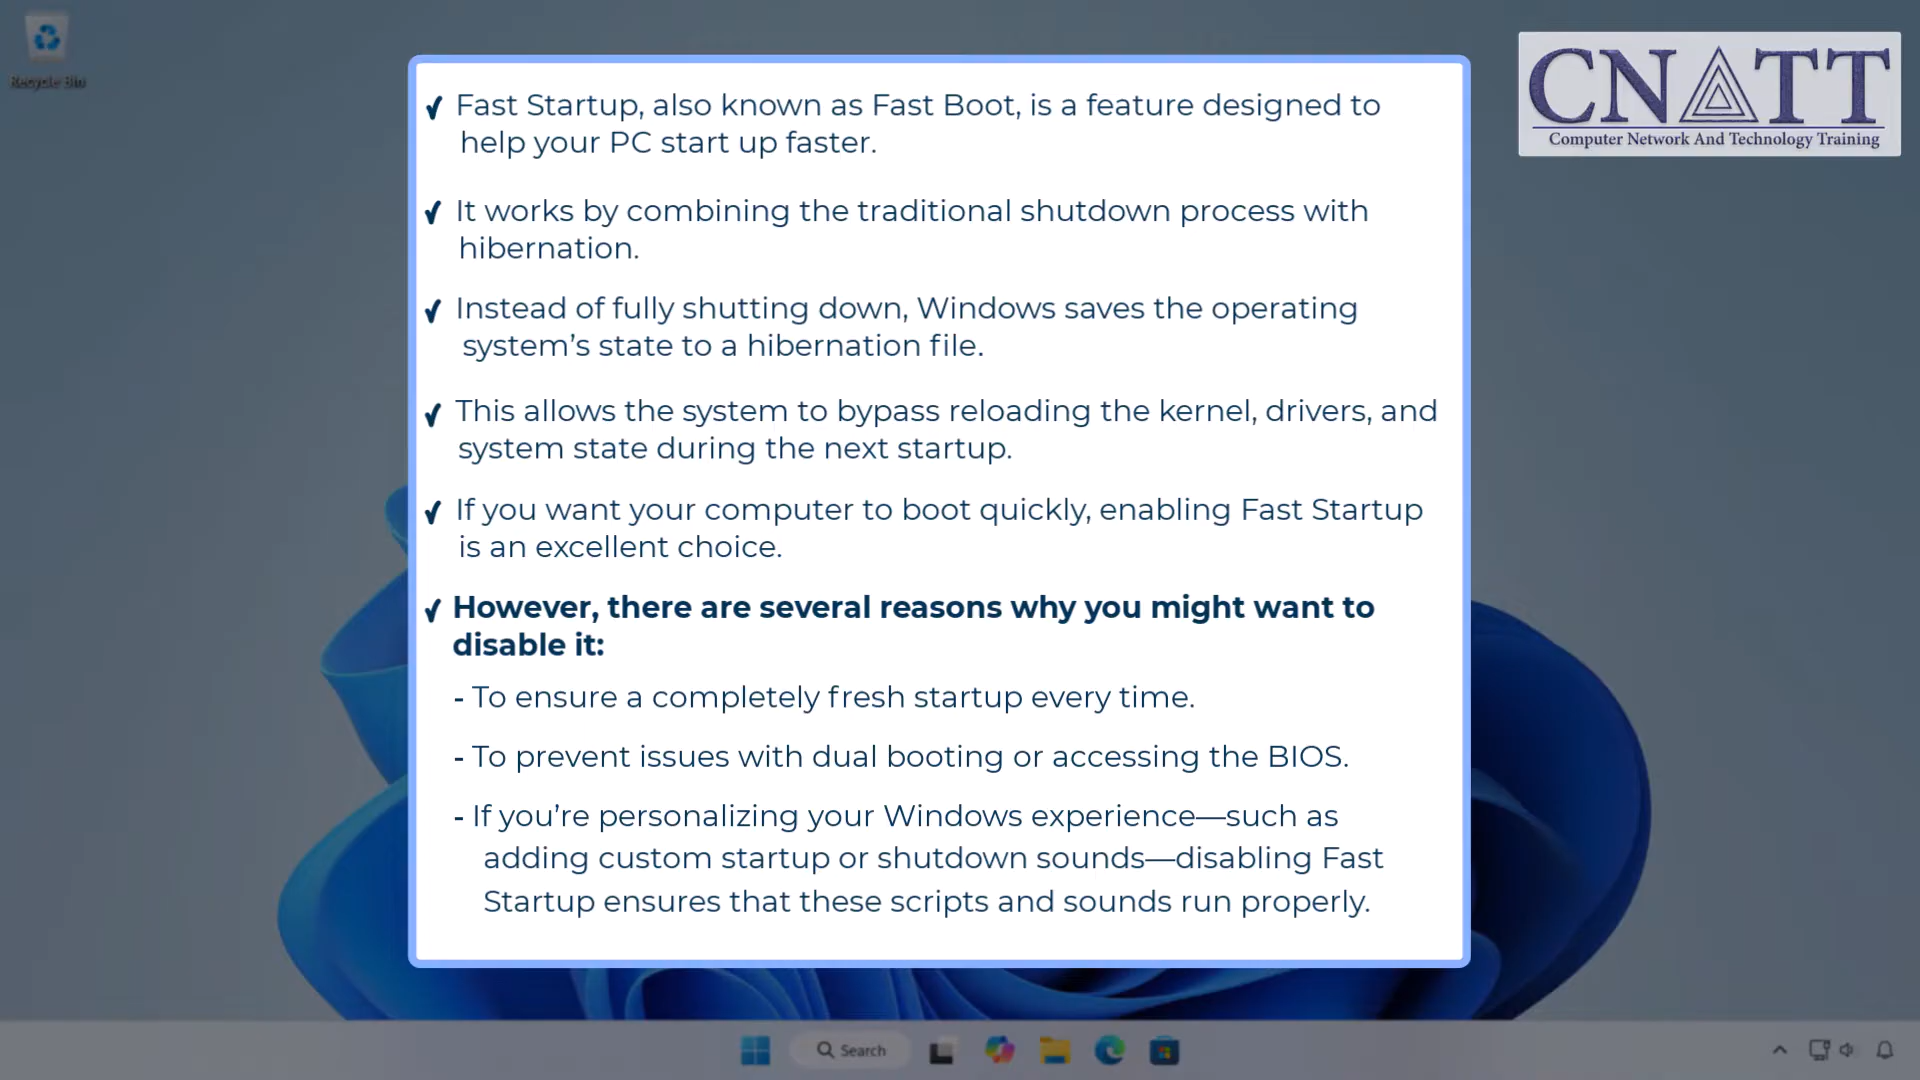 Recycle Bin
CNATT
Computer Network And Technology Training
✔ Fast Startup, also known as Fast Boot, is a feature designed to
help your PC start up faster.
✔ It works by combining the traditional shutdown process with
hibernation.
✔ Instead of fully shutting down, Windows saves the operating
system’s state to a hibernation file.
✔ This allows the system to bypass reloading the kernel, drivers, and
system state during the next startup.
✔ If you want your computer to boot quickly, enabling Fast Startup
is an excellent choice.
✔ However, there are several reasons why you might want to
disable it:
- To ensure a completely fresh startup every time.
- To prevent issues with dual booting or accessing the BIOS.
- If you’re personalizing your Windows experience—such as
adding custom startup or shutdown sounds—disabling Fast
Startup ensures that these scripts and sounds run properly.
Search